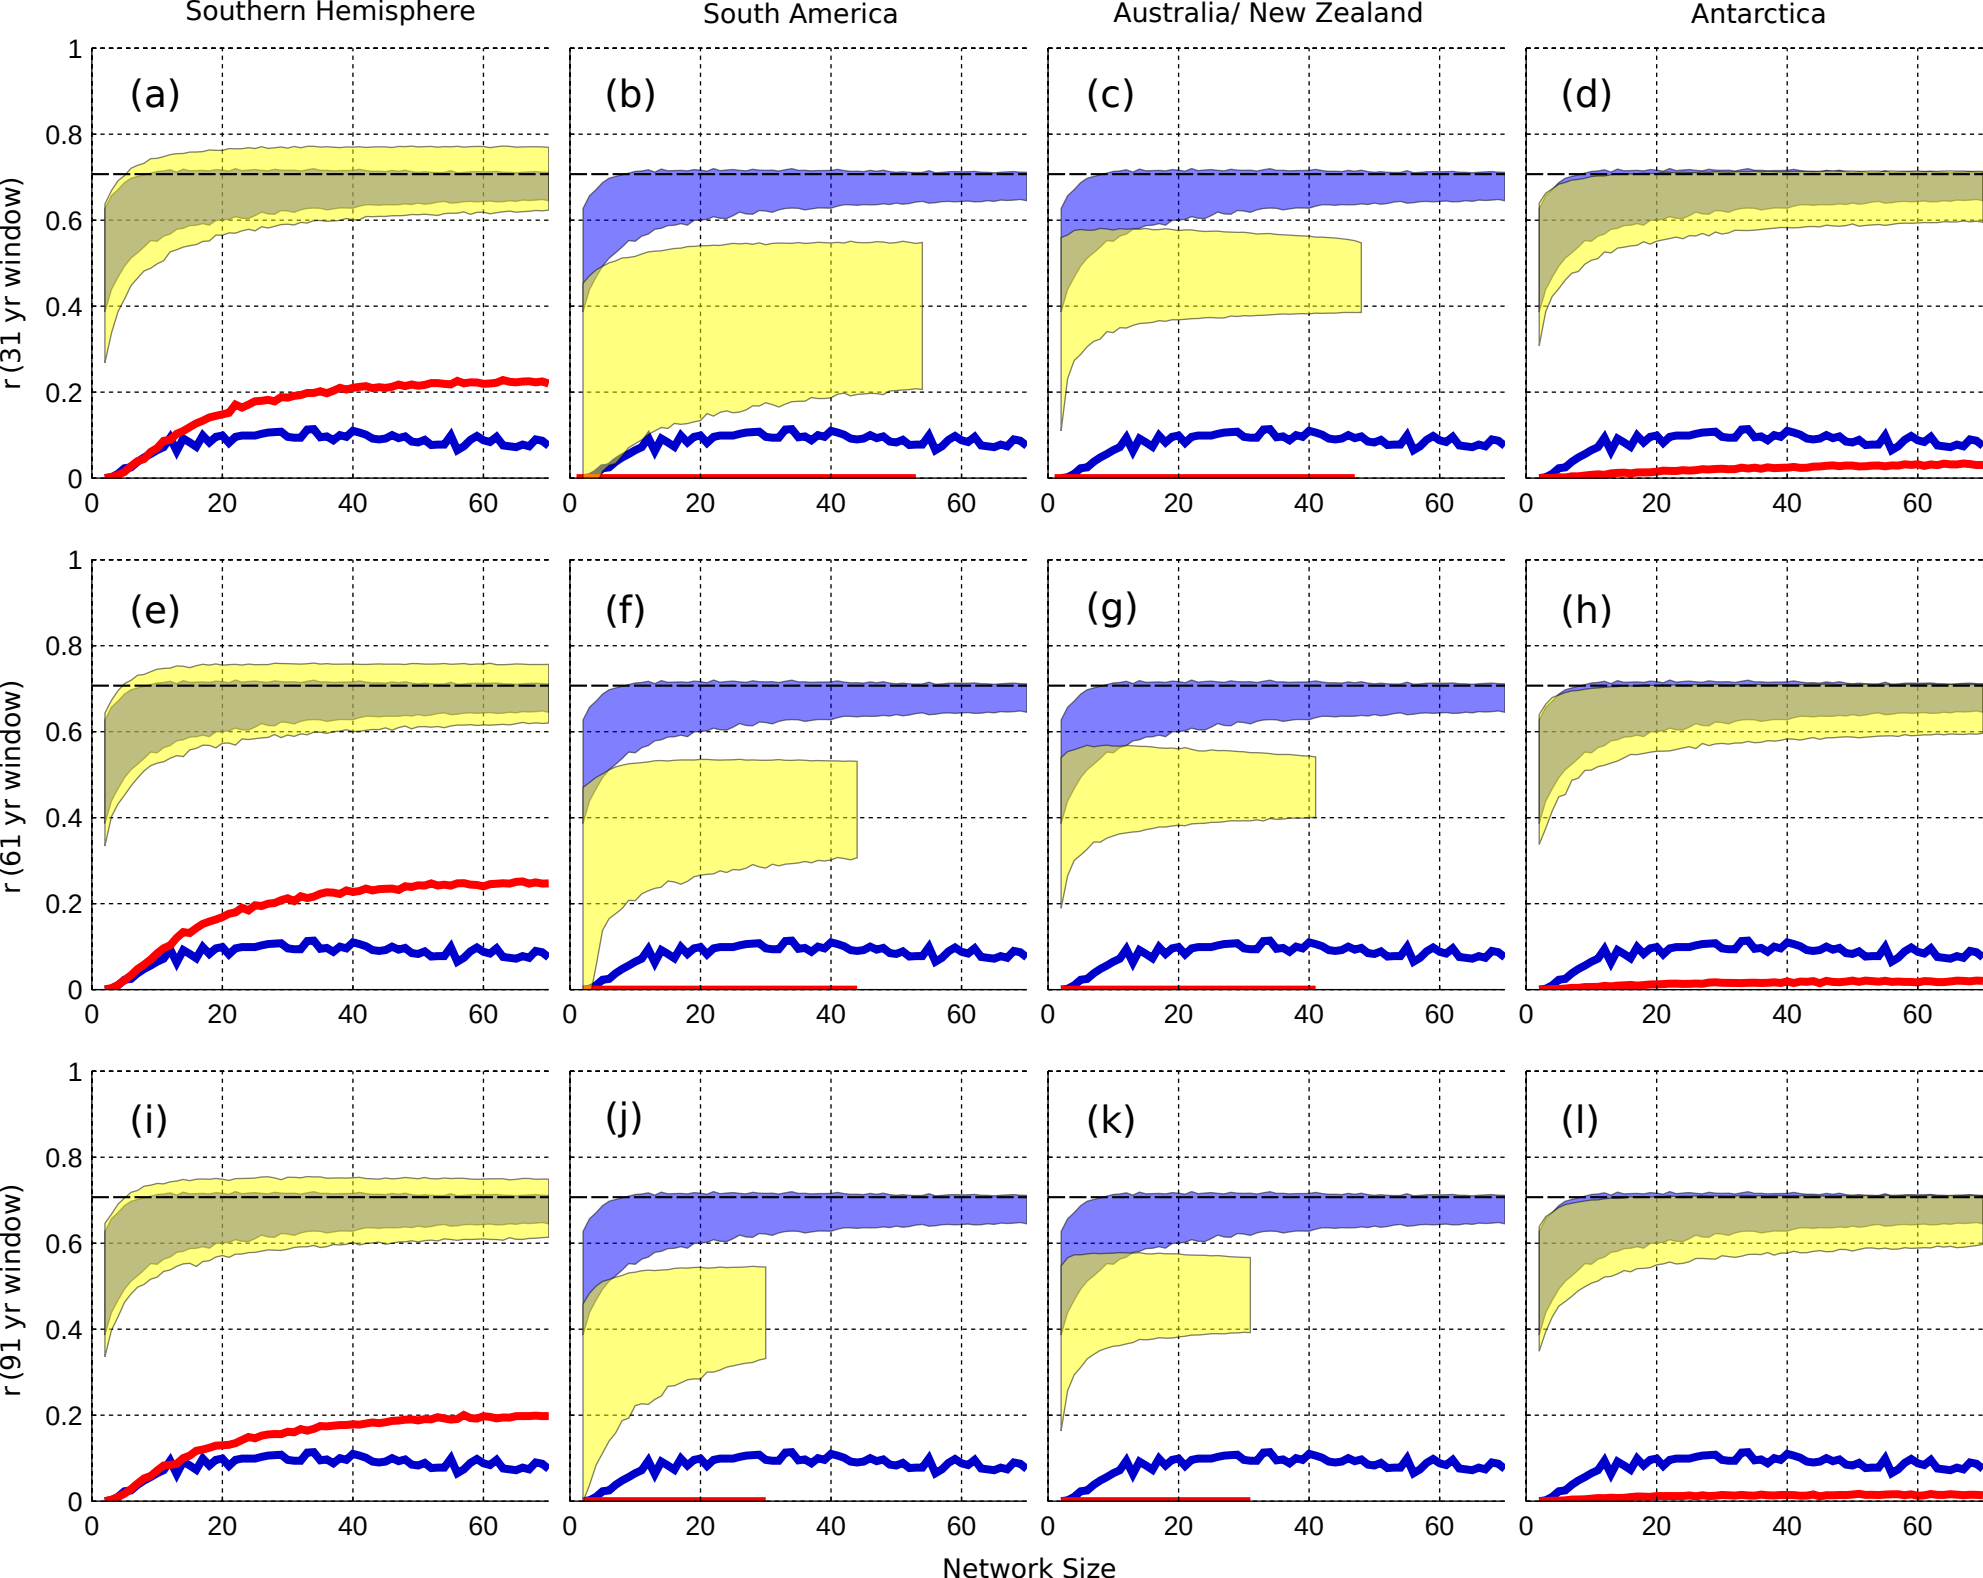 Southern Hemisphere South America Australia/ New Zealand Antarctica
(a) (b) (c) (d)
r (31 yr window)
1
0.8
0.6
0.4
0.2
0
0 20 40 60 0 20 40 60 0 20 40 60 0 20 40 60
(e) (f) (g) (h)
r (61 yr window)
1
0.8
0.6
0.4
0.2
0
0 20 40 60 0 20 40 60 0 20 40 60 0 20 40 60
(i) (j) (k) (l)
r (91 yr window)
1
0.8
0.6
0.4
0.2
0
0 20 40 60 0 20 40 60 0 20 40 60 0 20 40 60
Network Size